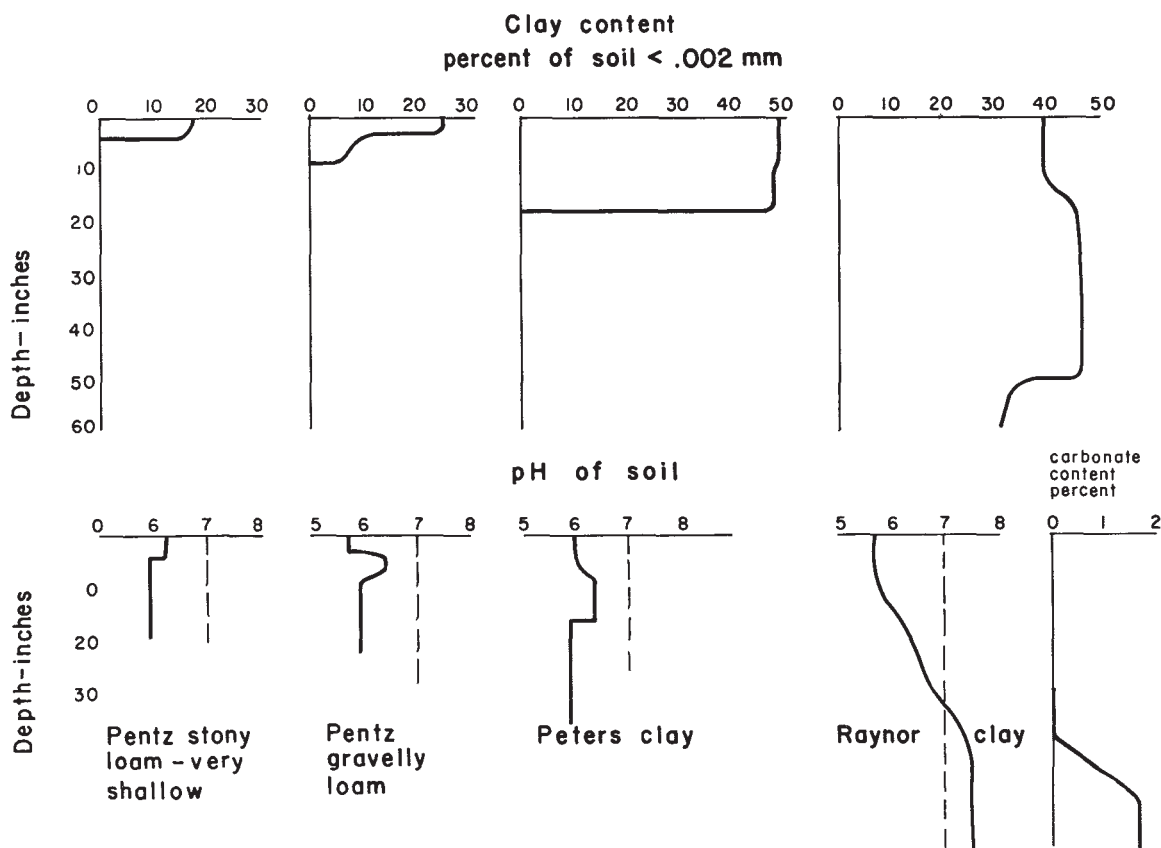 Clay content
percent of soil < .002 mm
0 10 20 30
0 10 20 30
0 10 20 30 40 50
0 10 20 30 40 50
10
20
30
40
50
60
Depth-inches
pH of soil
carbonate
content
percent
0 6 7 8
5 6 7 8
5 6 7 8
5 6 7 8
0 1 2
0
20
30
Depth-inches
Pentz stony
loam - very
shallow
Pentz
gravelly
loam
Peters clay
Raynor clay